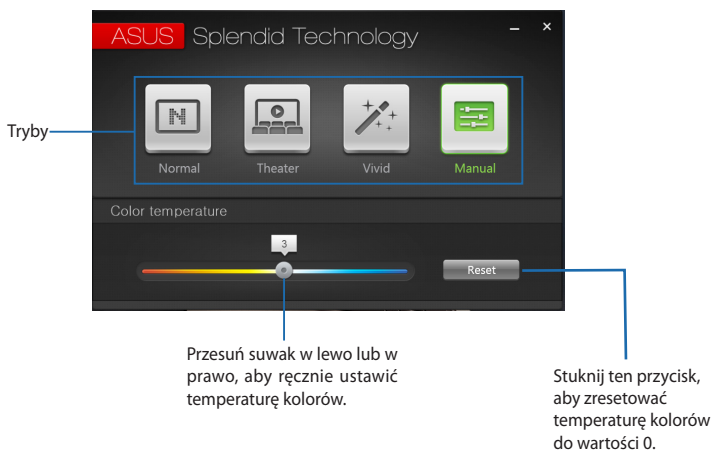 ASUS Splendid Technology
Tryby
N
Normal
Theater
Vivid
Manual
Color temperature
3
Reset
Przesuń suwak w lewo lub w
prawo, aby ręcznie ustawić
temperaturę kolorów.
Stuknij ten przycisk,
aby zresetować
temperaturę kolorów
do wartości 0.